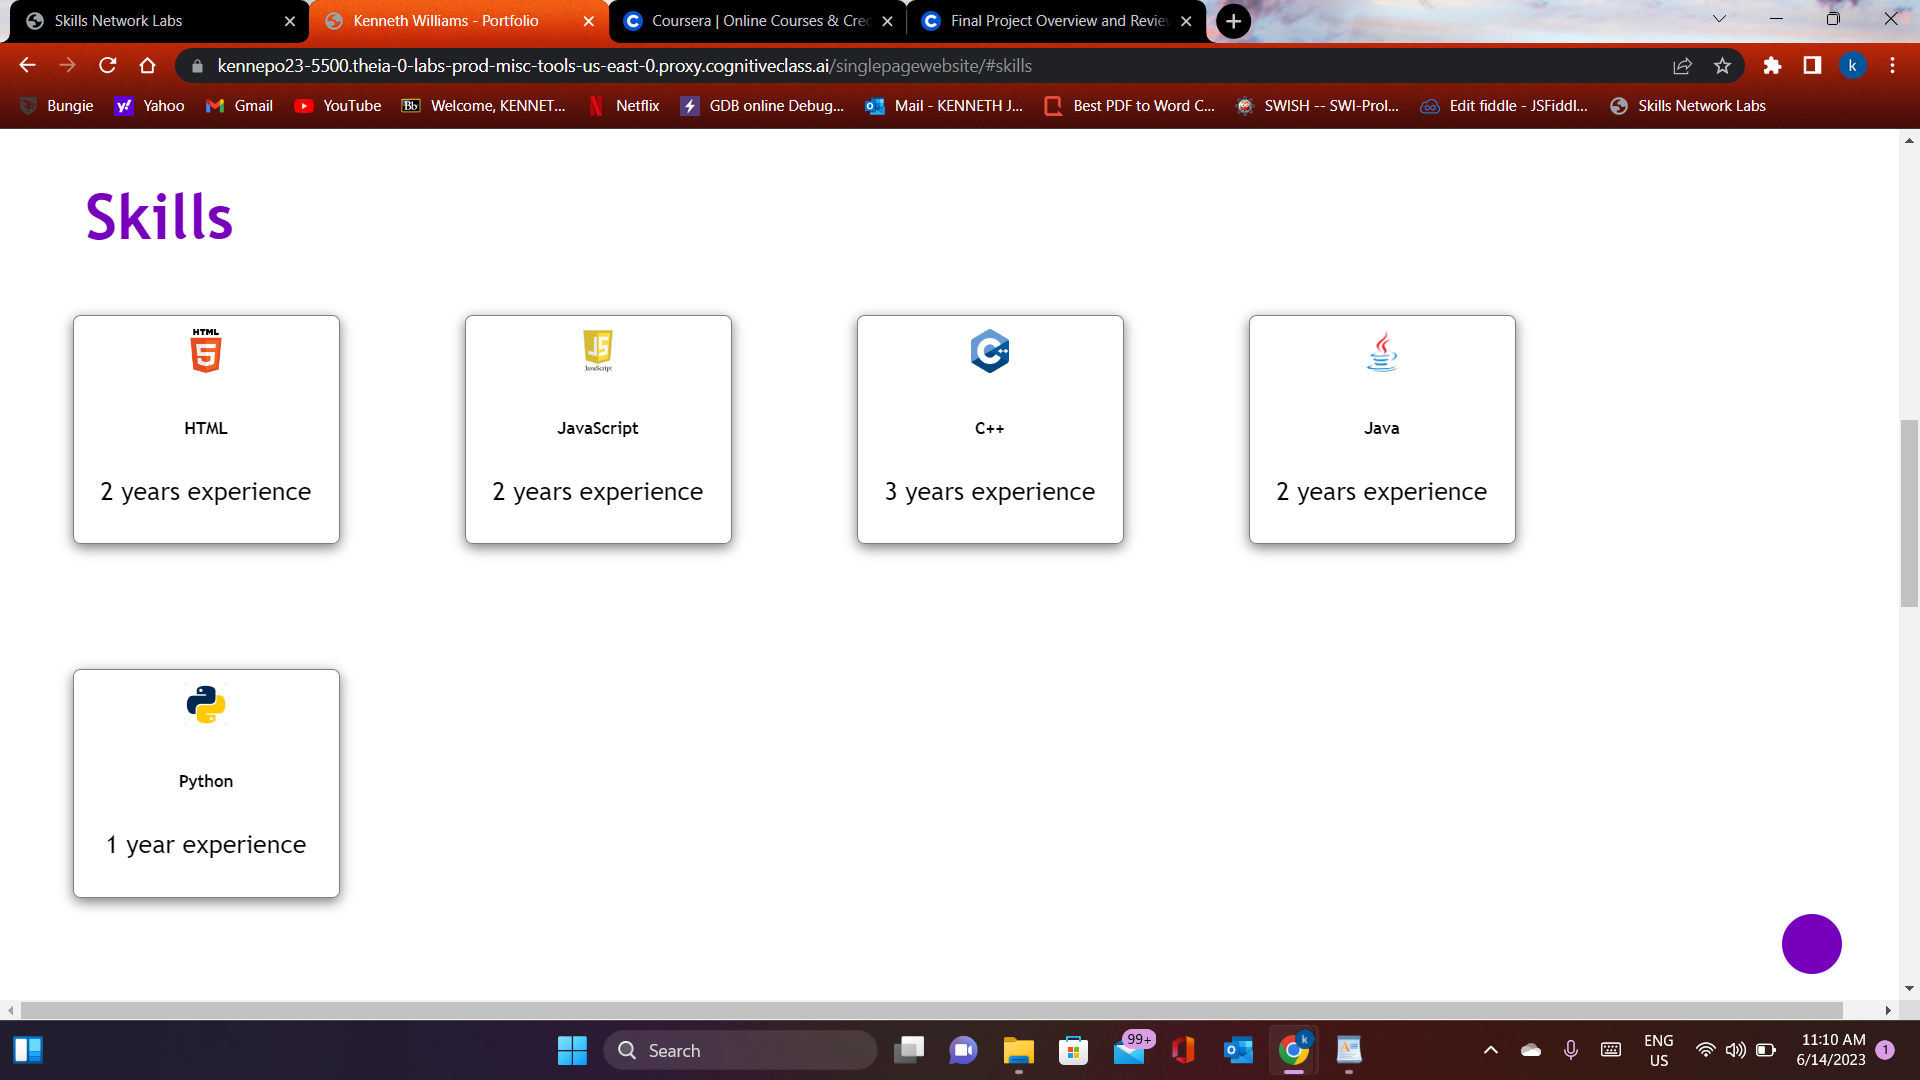 Skills Network Labs
Kenneth Williams - Portfolio
Coursera | Online Courses & Cre
Final Project Overview and Revie
kennepo23-5500.theia-0-labs-prod-misc-tools-us-east-0.proxy.cognitiveclass.ai/singlepagewebsite/#skills
k
Bungie
Yahoo
Gmail
YouTube
Bb Welcome, KENNET...
Netflix
GDB online Debug...
Mail - KENNETH J...
Best PDF to Word C...
SWISH -- SWI-Prol...
Edit fiddle - JSFiddl...
Skills Network Labs
Skills
HTML
5
HTML
2 years experience
JS
JavaScript
JavaScript
2 years experience
C++
C++
3 years experience
Java
2 years experience
Python
1 year experience
Search
99+
k
ENG
US
11:10 AM
6/14/2023
1